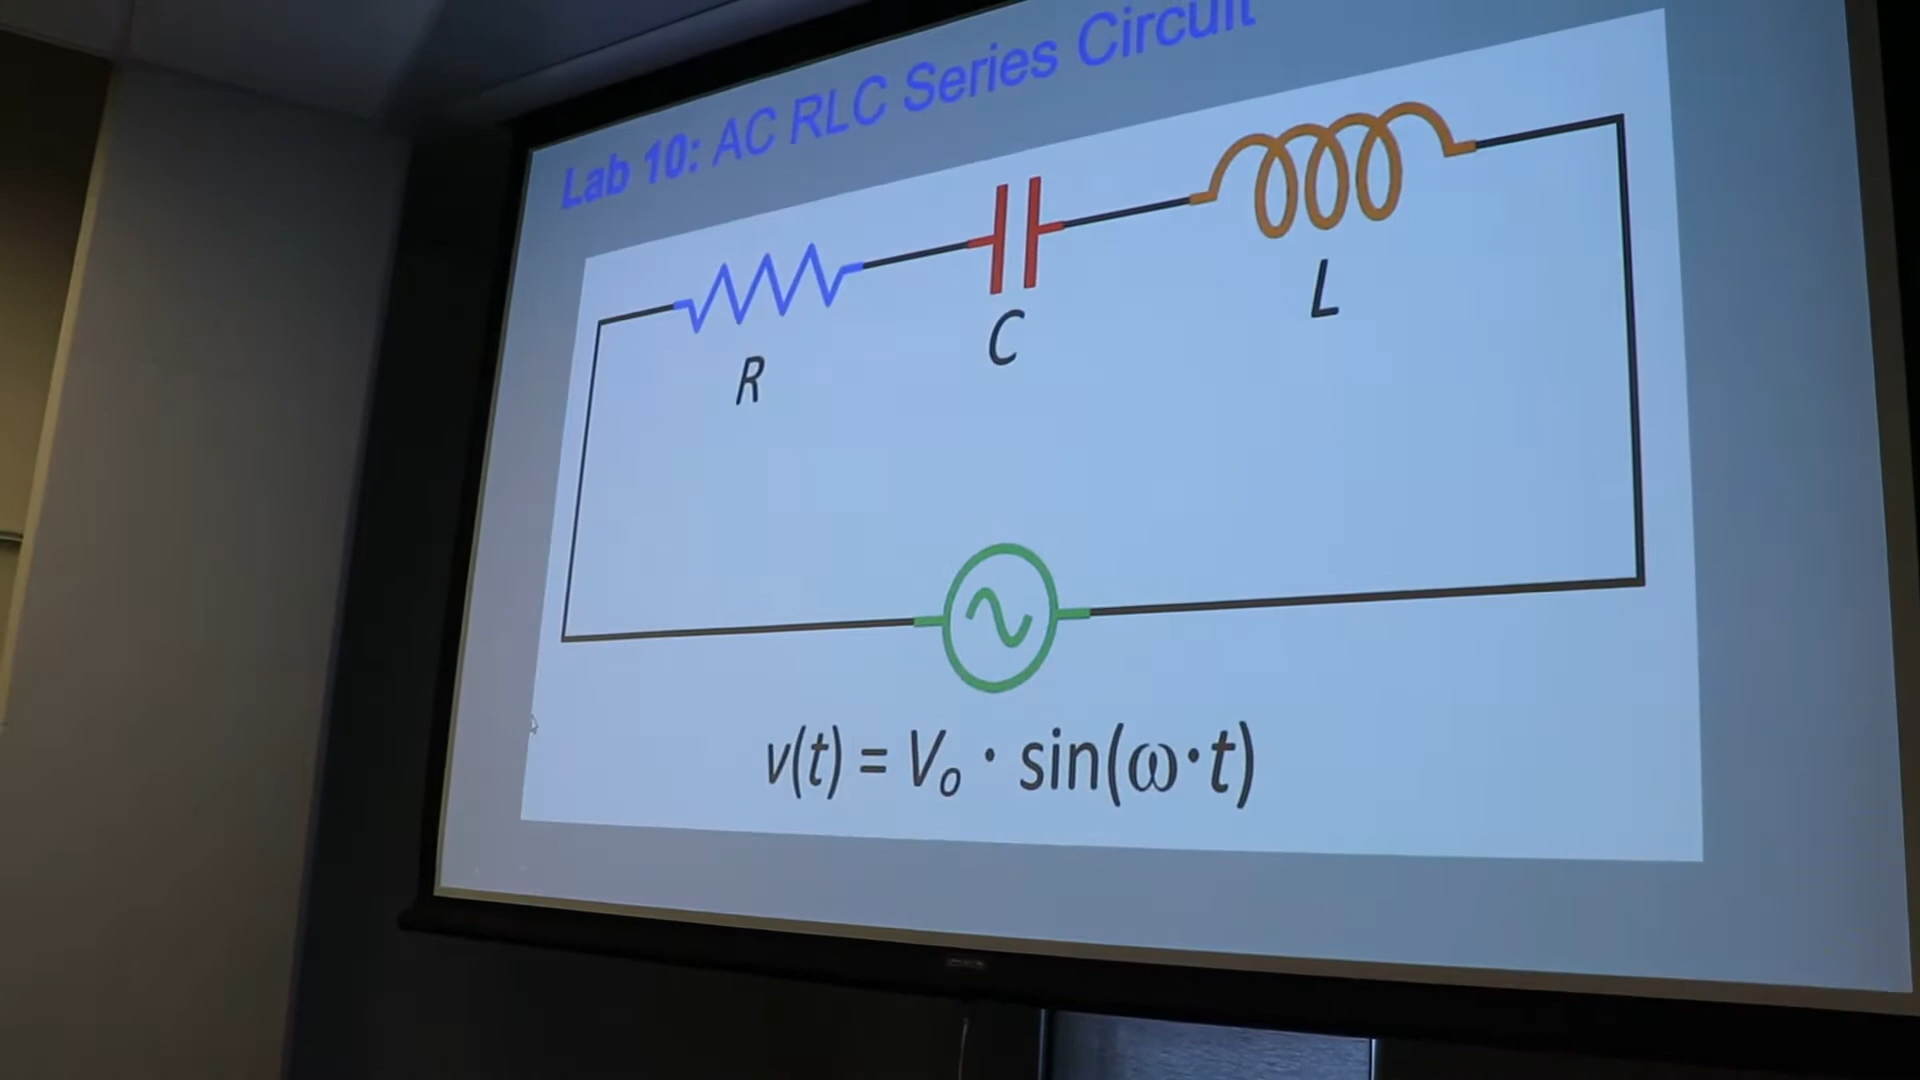 Lab 10: AC RLC Series Circuit
R
C
L
v(t) = Vₒ · sin(ω·t)